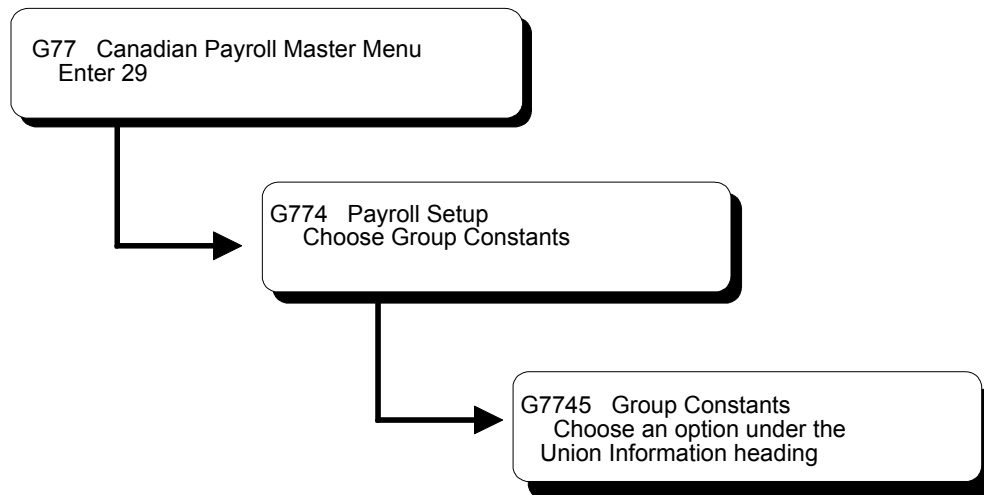 G77 Canadian Payroll Master Menu
Enter 29
G774 Payroll Setup
Choose Group Constants
G7745 Group Constants
Choose an option under the
Union Information heading